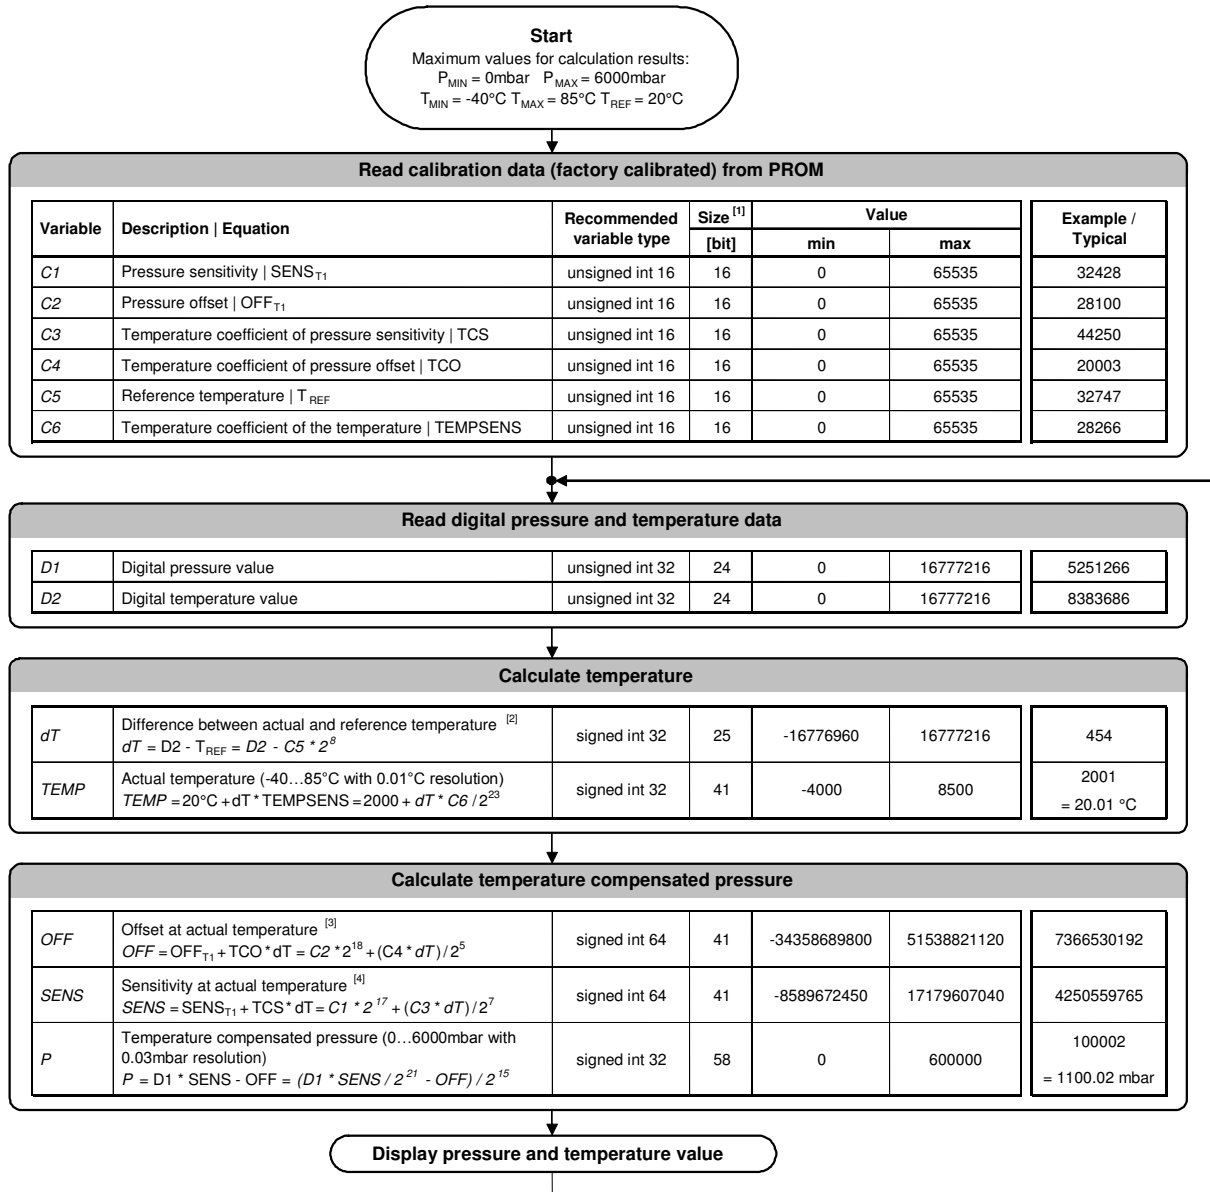 Start
Maximum values for calculation results:
PMIN = 0mbar PMAX = 6000mbar
TMIN = -40°C TMAX = 85°C TREF = 20°C
Read calibration data (factory calibrated) from PROM
Variable Description | Equation Recommended variable type Size [1] [bit] Value min max Example / Typical
C1 Pressure sensitivity | SENST1 unsigned int 16 16 0 65535 32428
C2 Pressure offset | OFFT1 unsigned int 16 16 0 65535 28100
C3 Temperature coefficient of pressure sensitivity | TCS unsigned int 16 16 0 65535 44250
C4 Temperature coefficient of pressure offset | TCO unsigned int 16 16 0 65535 20003
C5 Reference temperature | TREF unsigned int 16 16 0 65535 32747
C6 Temperature coefficient of the temperature | TEMPSENS unsigned int 16 16 0 65535 28266
Read digital pressure and temperature data
D1 Digital pressure value unsigned int 32 24 0 16777216 5251266
D2 Digital temperature value unsigned int 32 24 0 16777216 8383686
Calculate temperature
dT Difference between actual and reference temperature [2]
dT = D2 - TREF = D2 - C5 * 2^8 signed int 32 25 -16776960 16777216 454
TEMP Actual temperature (-40…85°C with 0.01°C resolution)
TEMP = 20°C + dT * TEMPSENS = 2000 + dT * C6 / 2^23 signed int 32 41 -4000 8500 2001
= 20.01 °C
Calculate temperature compensated pressure
OFF Offset at actual temperature [3]
OFF = OFFT1 + TCO * dT = C2 * 2^18 + (C4 * dT) / 2^5 signed int 64 41 -34358689800 51538821120 7366530192
SENS Sensitivity at actual temperature [4]
SENS = SENST1 + TCS * dT = C1 * 2^17 + (C3 * dT) / 2^7 signed int 64 41 -8589672450 17179607040 4250559765
P Temperature compensated pressure (0…6000mbar with
0.03mbar resolution)
P = D1 * SENS - OFF = (D1 * SENS / 2^21 - OFF) / 2^15 signed int 32 58 0 600000 100002
= 1100.02 mbar
Display pressure and temperature value